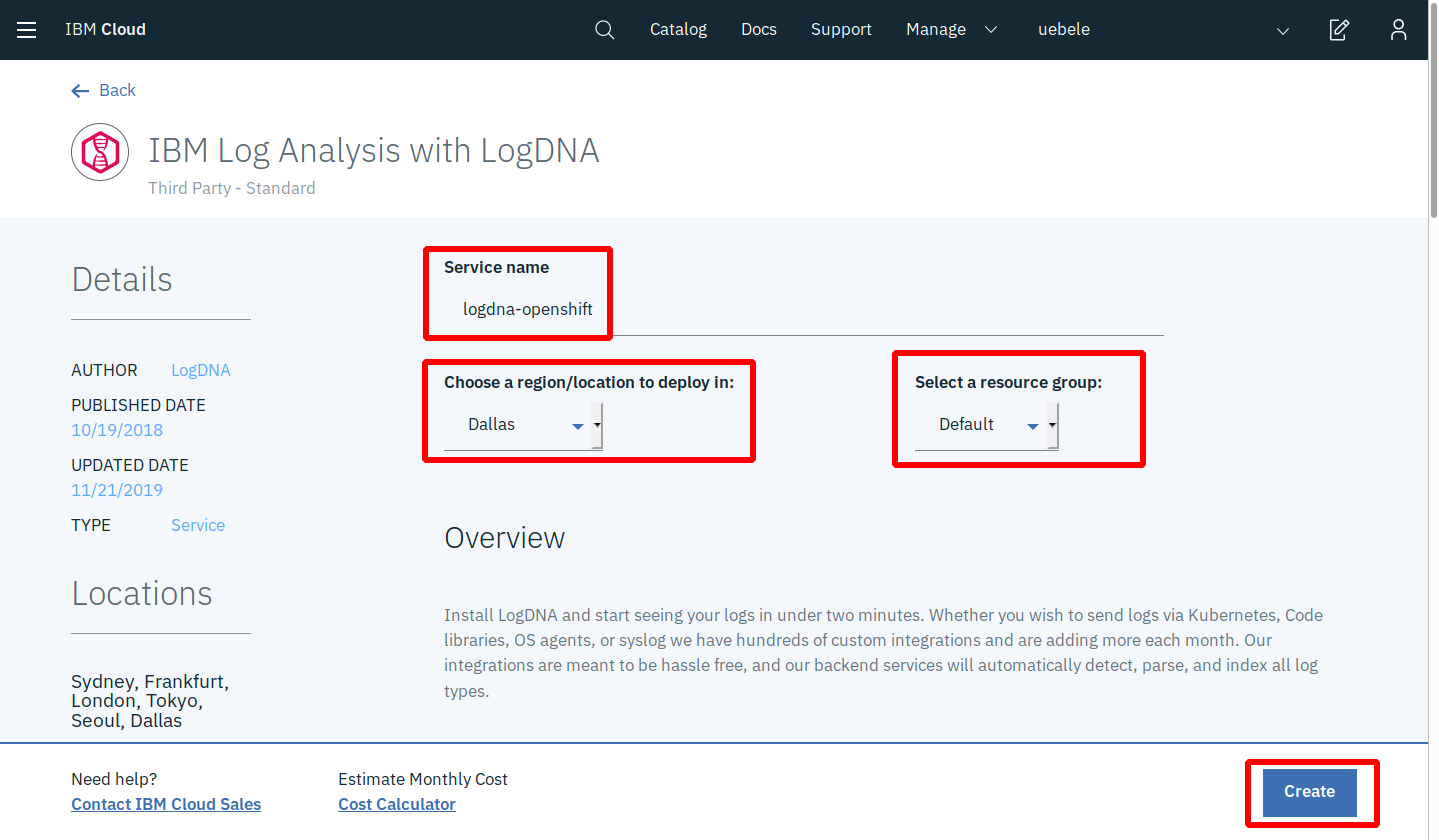 IBM Cloud
Catalog
Docs
Support
Manage
uebele
Back
IBM Log Analysis with LogDNA
Third Party - Standard
Details
AUTHOR LogDNA
PUBLISHED DATE
10/19/2018
UPDATED DATE
11/21/2019
TYPE Service
Locations
Sydney, Frankfurt,
London, Tokyo,
Seoul, Dallas
Service name
logdna-openshift
Choose a region/location to deploy in:
Dallas
Select a resource group:
Default
Overview
Install LogDNA and start seeing your logs in under two minutes. Whether you wish to send logs via Kubernetes, Code
libraries, OS agents, or syslog we have hundreds of custom integrations and are adding more each month. Our
integrations are meant to be hassle free, and our backend services will automatically detect, parse, and index all log
types.
Need help?
Contact IBM Cloud Sales
Estimate Monthly Cost
Cost Calculator
Create